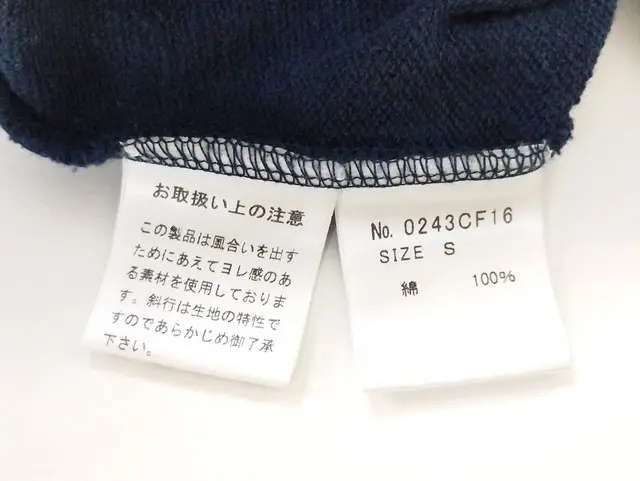 お取扱い上の注意
この製品は風合いを出す
ためにあえてヨレ感のあ
る素材を使用しておりま
す。斜行は生地の特性で
すのであらかじめ御了承
下さい。
No. 0243CF16
SIZE S
綿 100%